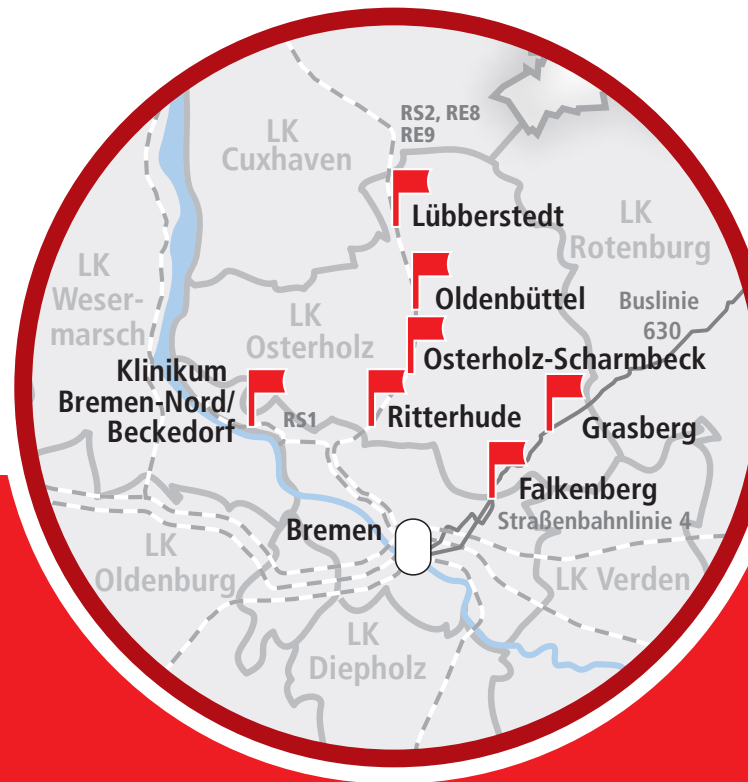 RS2, RE8
RE9
LK
Cuxhaven
Lübberstedt
LK
Rotenburg
LK
Weser-
marsch
Oldenbüttel
Buslinie
630
LK
Osterholz
Osterholz-Scharmbeck
Klinikum
Bremen-Nord/
Beckedorf
RS1
Ritterhude
Grasberg
Falkenberg
Straßenbahnlinie 4
Bremen
LK
Oldenburg
LK Verden
LK
Diepholz